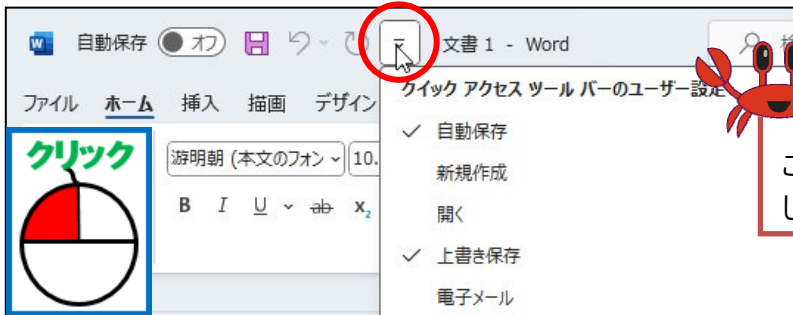 自動保存 オフ 文書 1 - Word
ファイル ホーム 挿入 描画 デザイン
クイック アクセス ツール バーのユーザー設定
クリック
游明朝 (本文のフォン 10.
B I U ab x₂
✓ 自動保存
新規作成
開く
✓ 上書き保存
電子メール